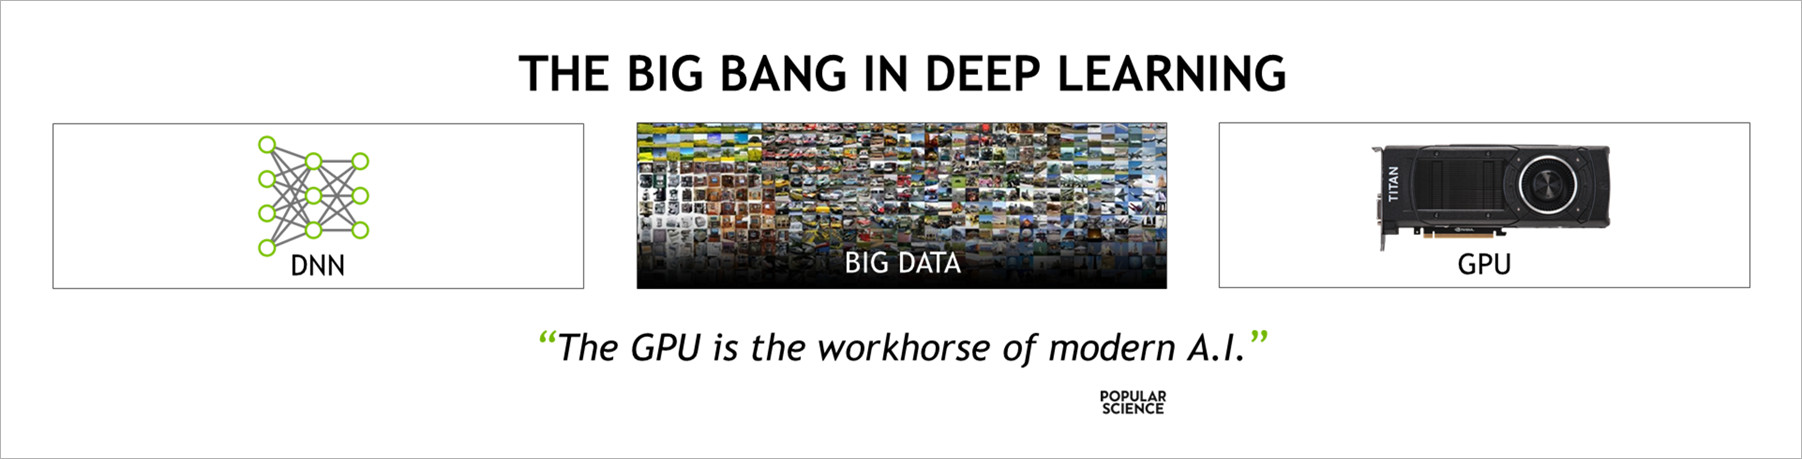 THE BIG BANG IN DEEP LEARNING
DNN
BIG DATA
TITAN
GPU
“The GPU is the workhorse of modern A.I.”
POPULAR
SCIENCE